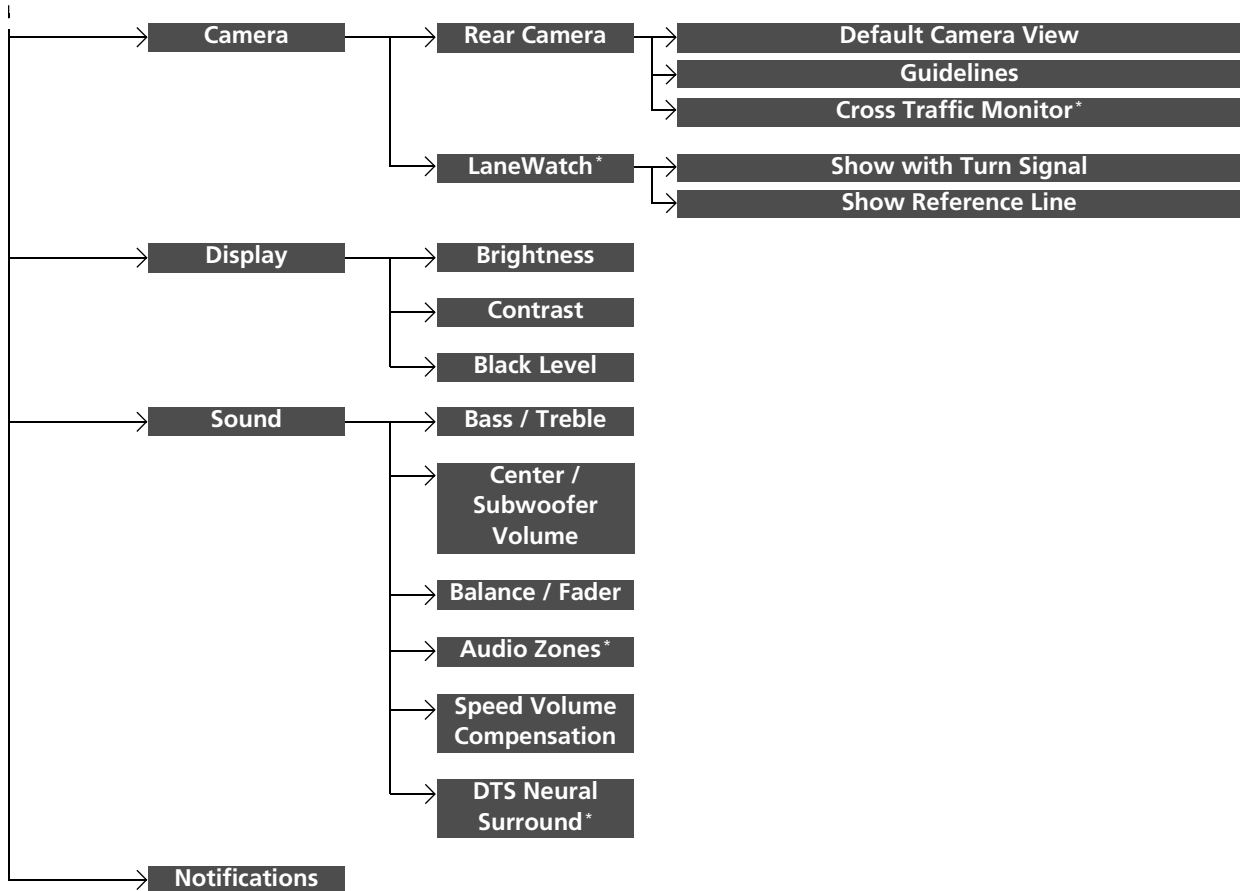 Camera
Rear Camera
Default Camera View
Guidelines
Cross Traffic Monitor*
LaneWatch*
Show with Turn Signal
Show Reference Line
Display
Brightness
Contrast
Black Level
Sound
Bass / Treble
Center /
Subwoofer
Volume
Balance / Fader
Audio Zones*
Speed Volume
Compensation
DTS Neural
Surround*
Notifications